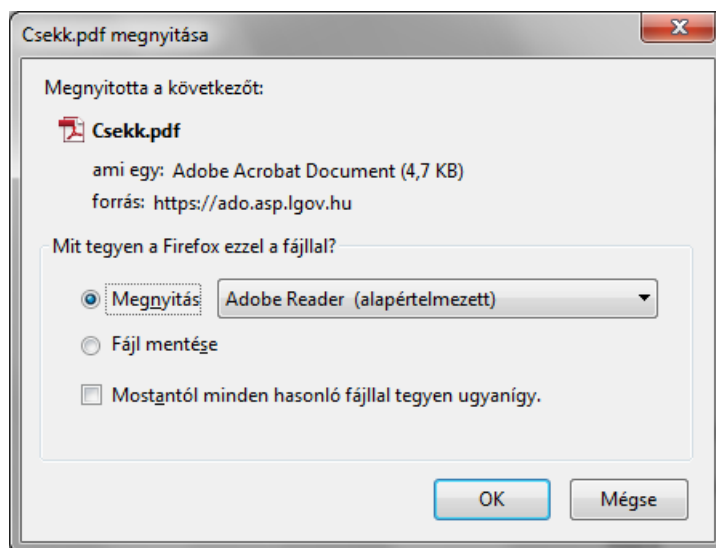 Csekk.pdf megnyitása
Megnyitotta a következőt:
Csekk.pdf
ami egy: Adobe Acrobat Document (4,7 KB)
forrás: https://ado.asp.lgov.hu
Mit tegyen a Firefox ezzel a fájllal?
Megnyitás Adobe Reader (alapértelmezett)
Fájl mentése
Mostantól minden hasonló fájllal tegyen ugyanígy.
OK Mégse